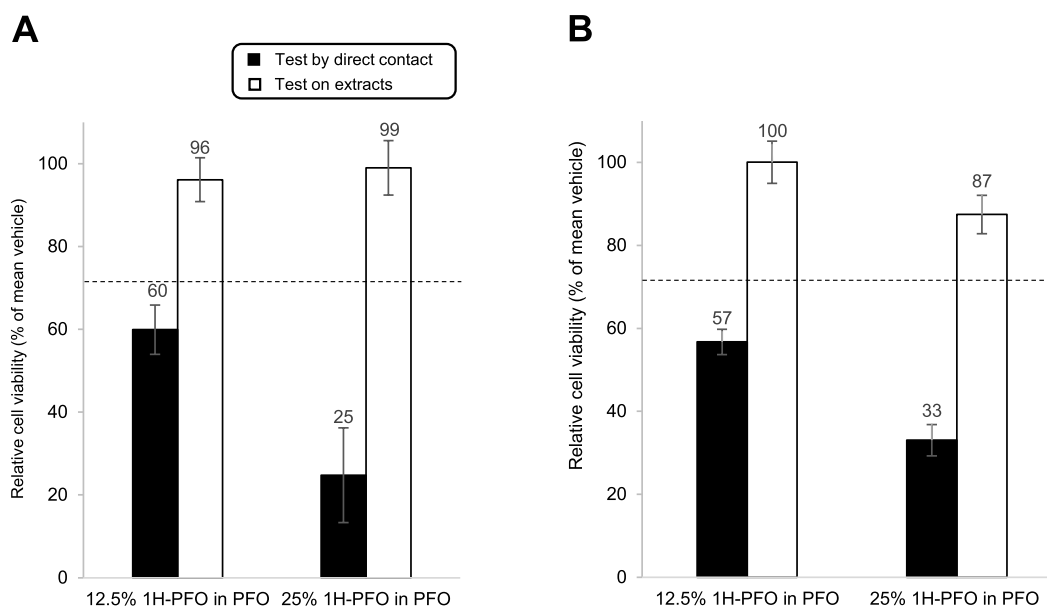 A
Test by direct contact
Test on extracts
Relative cell viability (% of mean vehicle)
100
80
60
40
20
0
96
99
60
25
12.5% 1H-PFO in PFO
25% 1H-PFO in PFO
B
Relative cell viability (% of mean vehicle)
100
80
60
40
20
0
100
87
57
33
12.5% 1H-PFO in PFO
25% 1H-PFO in PFO